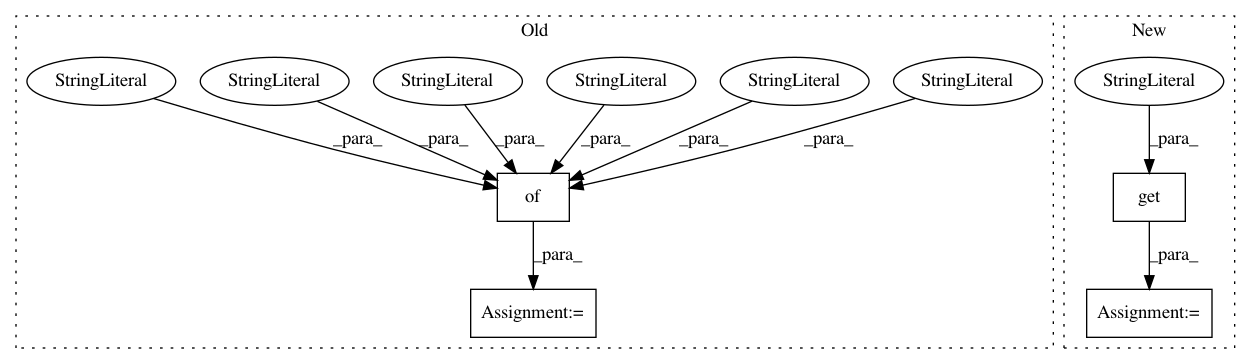 Old
New
StringLiteral StringLiteral StringLiteral StringLiteral StringLiteral StringLiteral StringLiteral
_para_ _para_ _para_ _para_ _para_ _para_ _para_
of get
_para_ _para_
Assignment:= Assignment:=